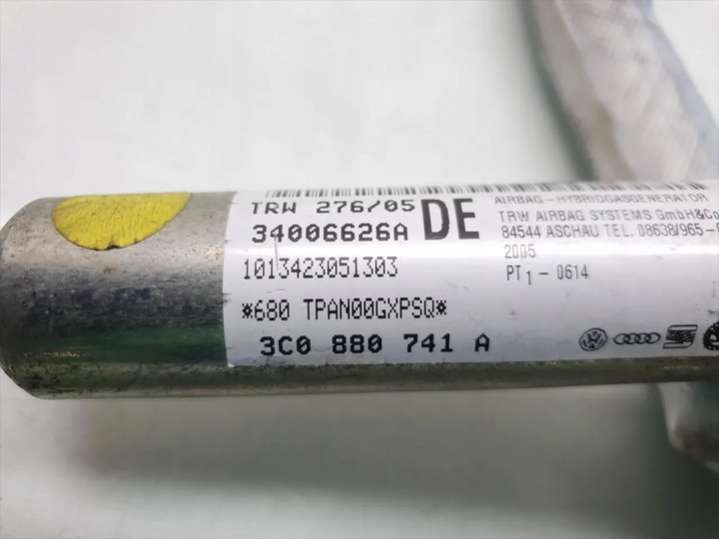 TRW 276/05
34006626A
DE
1013423051303
*680 TPAN00GXPSQ*
3C0 880 741 A
AIRBAG-HYBRIDGASGENERATOR
TRW AIRBAG SYSTEMS GmbH&Co
84544 ASCHAU TEL. 08638/965-
2005
PT1-0614